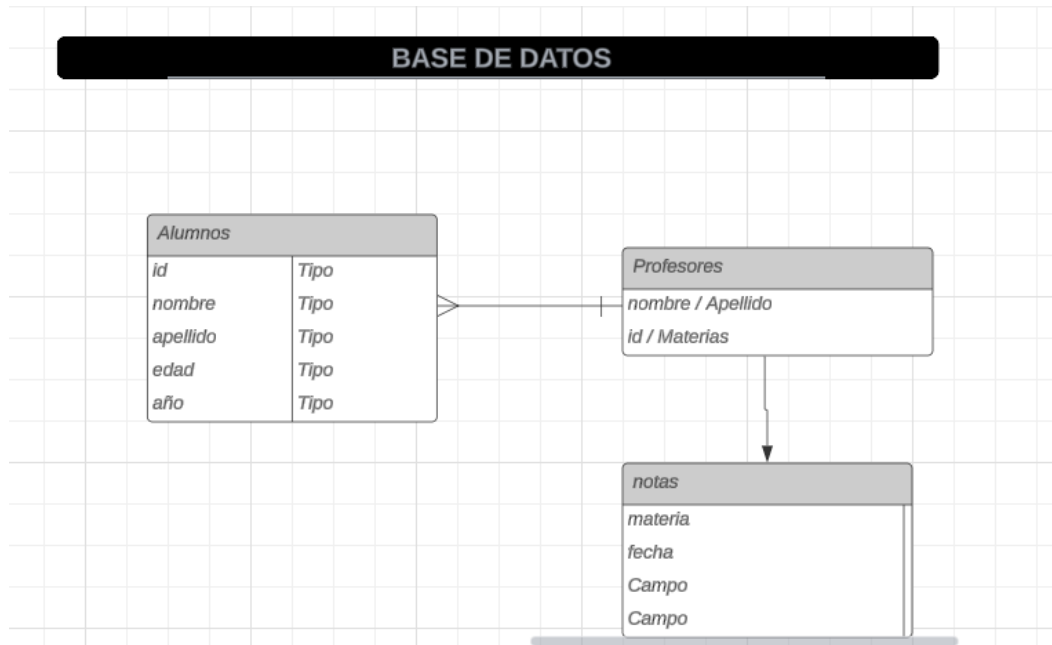 BASE DE DATOS
Alumnos
id Tipo
nombre Tipo
apellido Tipo
edad Tipo
año Tipo
Profesores
nombre / Apellido
id / Materias
notas
materia
fecha
Campo
Campo